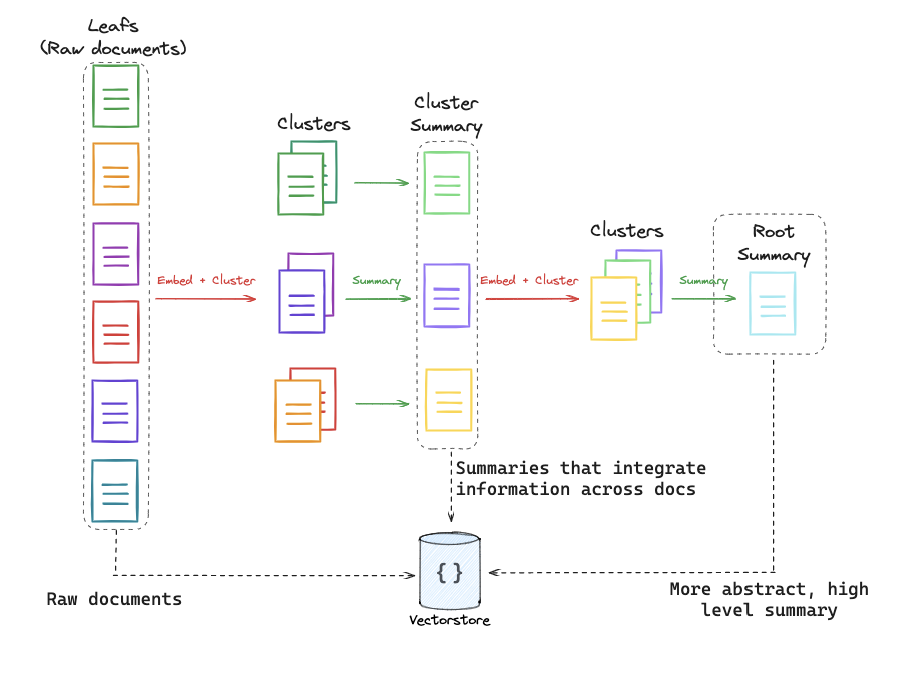 Leafs
(Raw documents)
Clusters
Cluster
Summary
Clusters
Root
Summary
Embed + Cluster
Summary
Embed + Cluster
Summary
Summaries that integrate
information across docs
{}
Raw documents
More abstract, high
level summary
Vectorstore